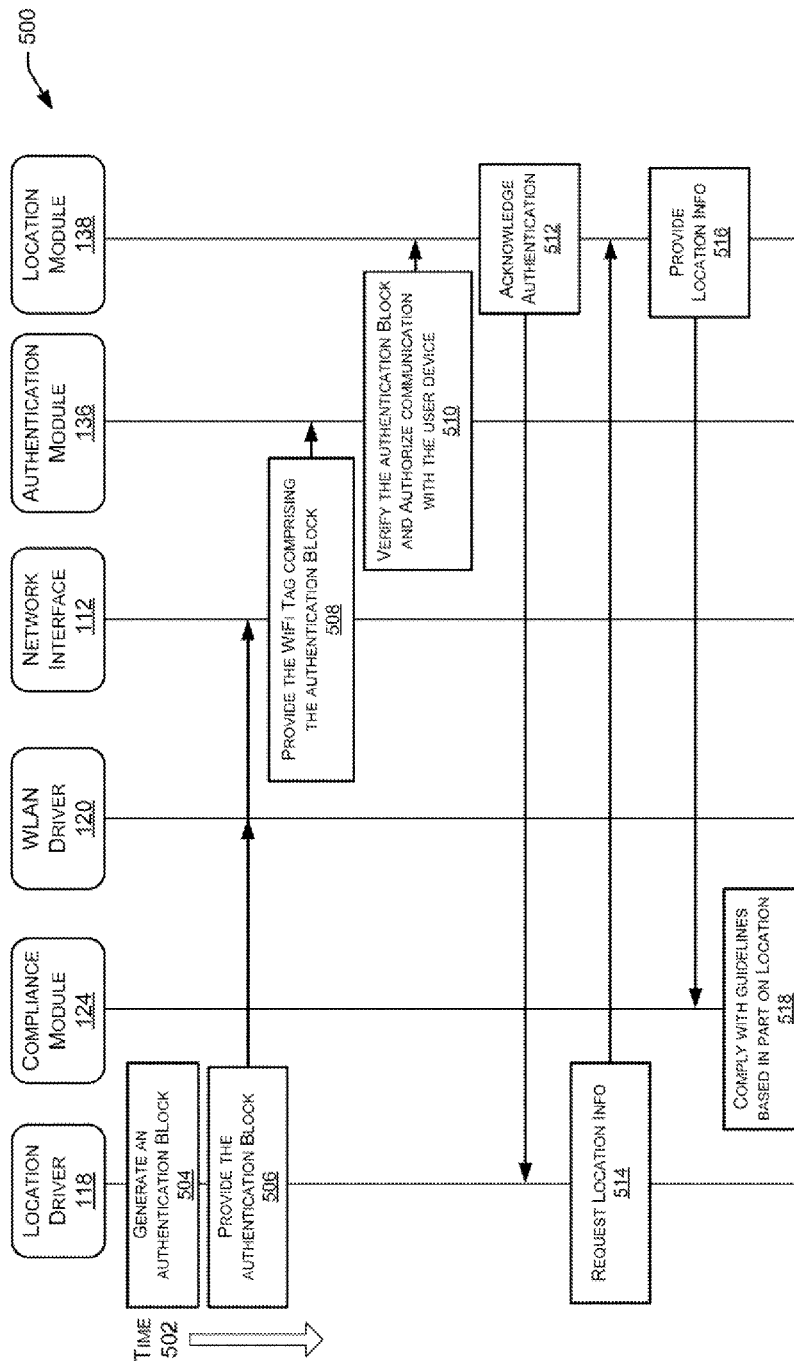 500
LOCATION
DRIVER
118
COMPLIANCE
MODULE
124
WLAN
DRIVER
120
NETWORK
INTERFACE
112
AUTHENTICATION
MODULE
136
LOCATION
MODULE
138
TIME
502
GENERATE AN
AUTHENTICATION BLOCK
504
PROVIDE THE
AUTHENTICATION BLOCK
506
PROVIDE THE WIFI TAG COMPRISING
THE AUTHENTICATION BLOCK
508
VERIFY THE AUTHENTICATION BLOCK
AND AUTHORIZE COMMUNICATION
WITH THE USER DEVICE
510
ACKNOWLEDGE
AUTHENTICATION
512
REQUEST LOCATION INFO
514
PROVIDE
LOCATION INFO
516
COMPLY WITH GUIDELINES
BASED IN PART ON LOCATION
518